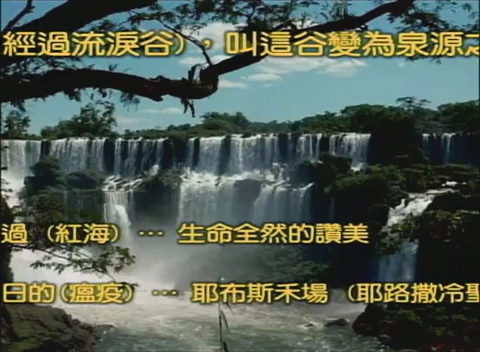 經過流淚谷），叫這谷變為泉源之
過（紅海）… 生命全然的讚美
日的（瘟疫）… 耶布斯禾場（耶路撒冷聖